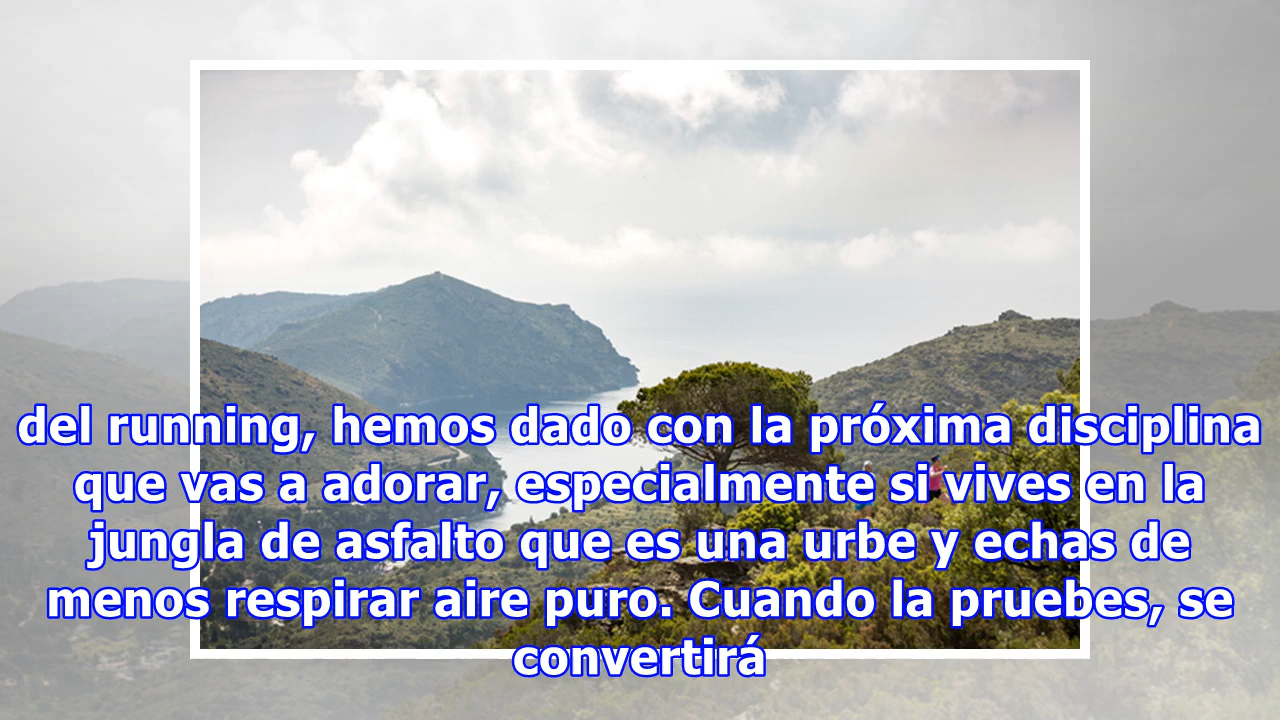 del running, hemos dado con la próxima disciplina
que vas a adorar, especialmente si vives en la
jungla de asfalto que es una urbe y echas de
menos respirar aire puro. Cuando la pruebes, se
convertirá